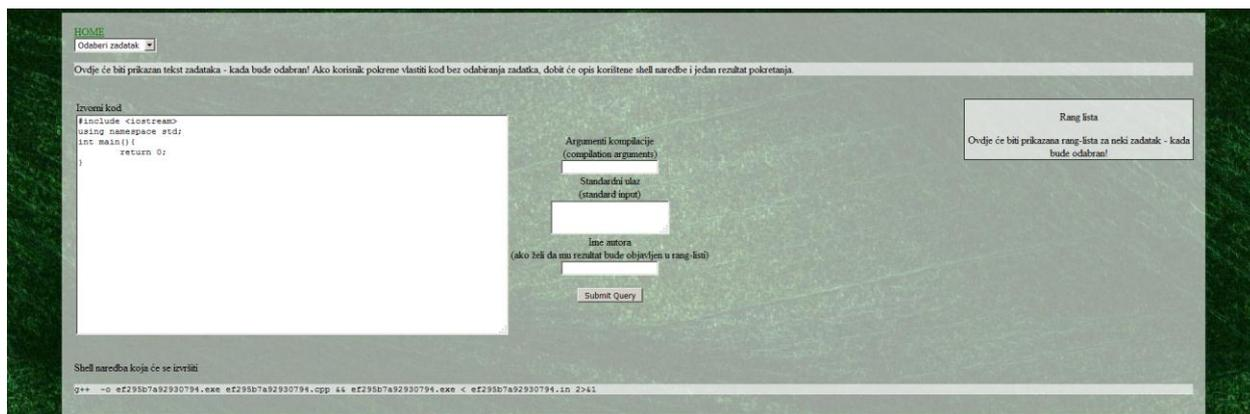 HOME
Odaberi zadatak
Ovdje će biti prikazan tekst zadataka - kada bude odabran! Ako korisnik pokrene vlastiti kod bez odabiranja zadatka, dobit će opis korištene shell naredbe i jedan rezultat pokretanja.
Izvorni kod
#include <iostream>
using namespace std;
int main(){
return 0;
}
Argumenti kompilacije
(compilation arguments)
Standardni ulaz
(standard input)
Ime autora
(ako želi da mu rezultat bude objavljen u rang-listi)
Submit Query
Rang lista
Ovdje će biti prikazana rang-lista za neki zadatak - kada
bude odabran!
Shell naredba koja će se izvršiti
g++ -o ef295b7a92930794.exe ef295b7a92930794.cpp && ef295b7a92930794.exe < ef295b7a92930794.in 2>&1